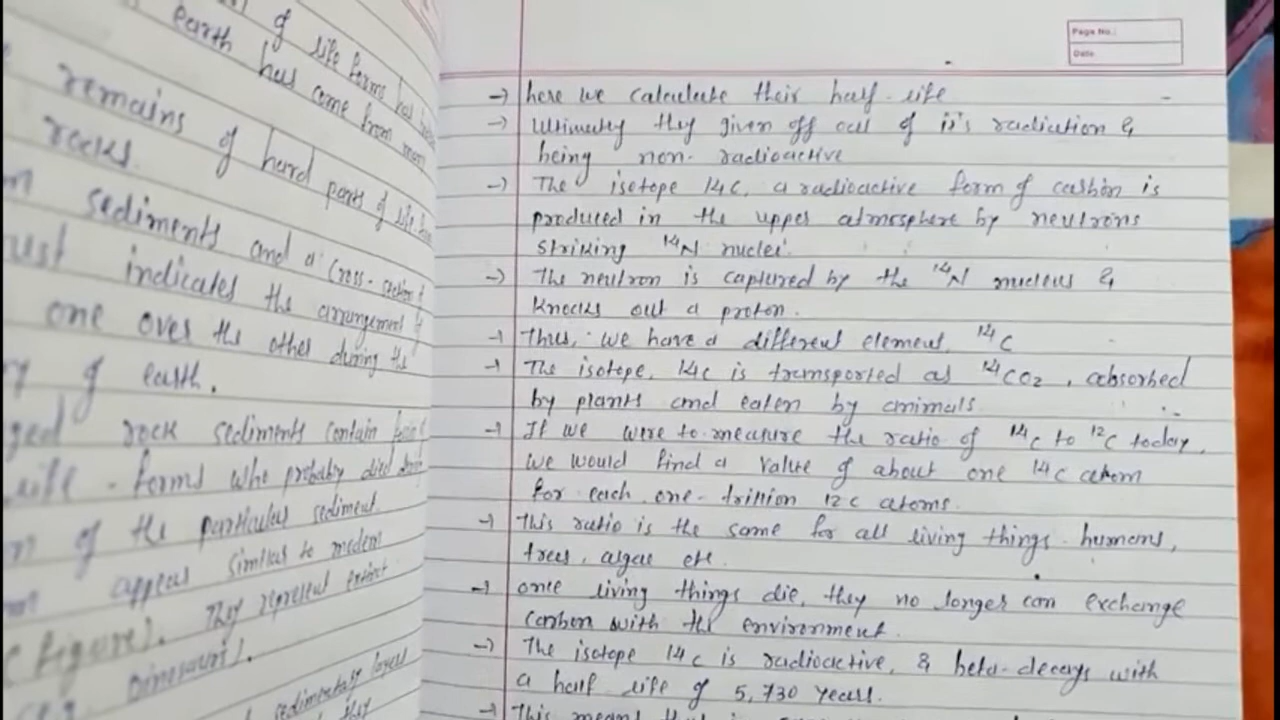 of life forms has
earth has come from
remains of hard parts of life
rocks.
sediments and a cross-section
indicates the arrangement of
one over the other during the
of earth.
rock sediments contain
life-forms who probably died
of the particular sediment.
appear similar to modern
(figure). They represent extinct
Dinosaurs).
sedimentary layers
Page No.:
Date
→ here we calculate their half-life
→ Ultimately they given off all of it's radiation &
being non-radioactive
→ The isotope 14C, a radioactive form of carbon is
produced in the upper atmosphere by neutrons
striking ¹⁴N nuclei.
→ The neutron is captured by the ¹⁴N nucleus &
knocks out a proton.
→ Thus, we have a different element, ¹⁴C
→ The isotope, 14C is transported as ¹⁴CO2, absorbed
by plants and eaten by animals.
→ If we were to measure the ratio of ¹⁴C to ¹²C today,
we would find a value of about one ¹⁴C atom
for each one-trillion 12C atoms.
→ This ratio is the same for all living things humans,
trees, algae etc.
→ once living things die, they no longer can exchange
carbon with the environment.
→ The isotope 14C is radioactive, & beta-decays with
a half life of 5,730 years.
→ This means that